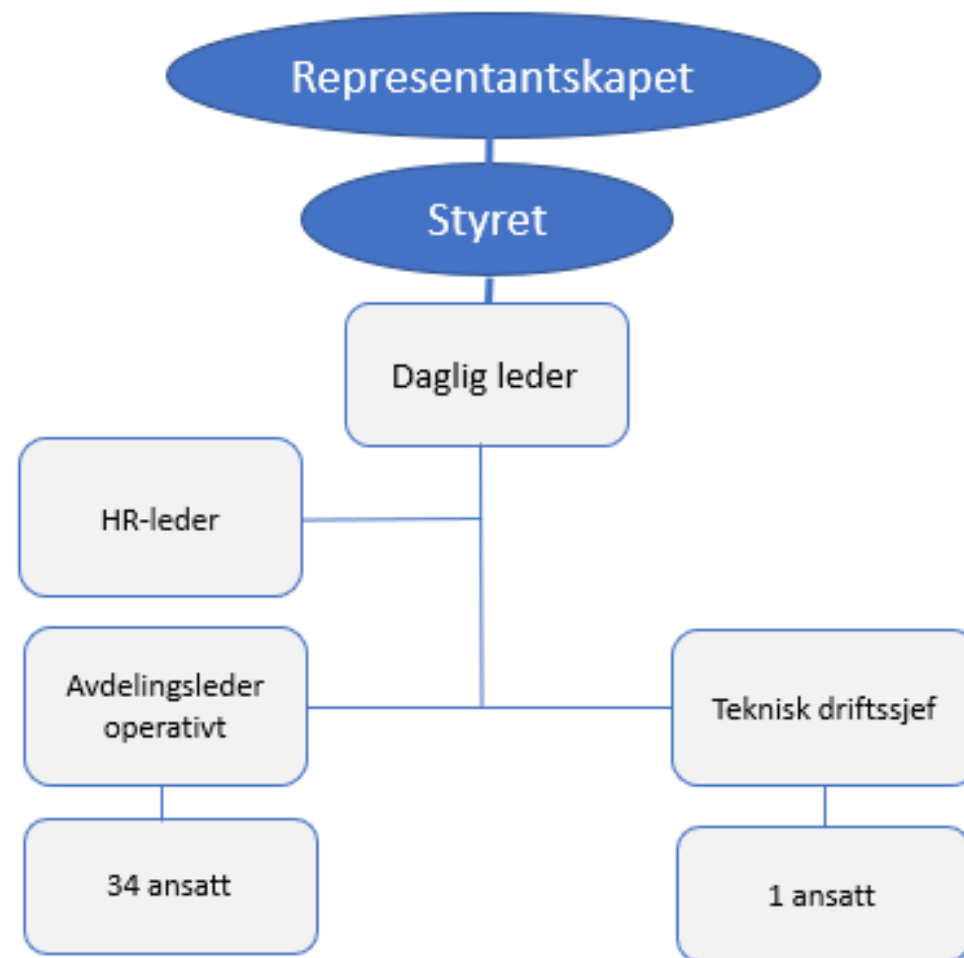 Representantskapet
Styret
Daglig leder
HR-leder
Avdelingsleder
operativt
Teknisk driftssjef
34 ansatt
1 ansatt